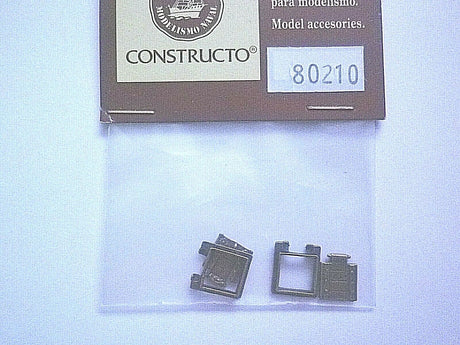 para modelismo.
Model accesories.
MODELISMO NAVAL
CONSTRUCTO®
80210